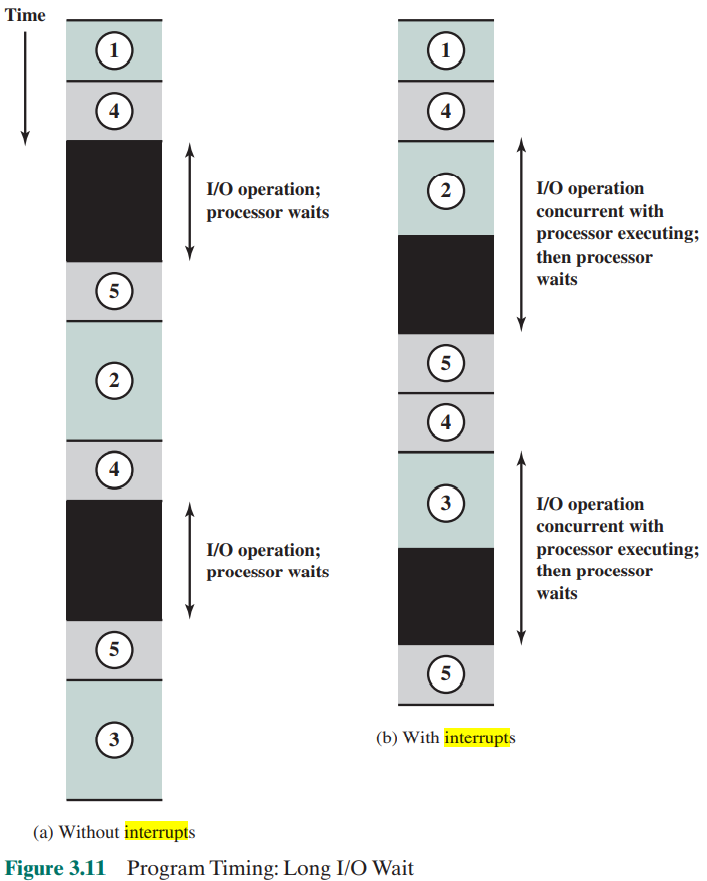 Time
1
4
I/O operation;
processor waits
5
2
4
I/O operation;
processor waits
5
3
(a) Without interrupts
1
4
2
I/O operation
concurrent with
processor executing;
then processor
waits
5
4
3
I/O operation
concurrent with
processor executing;
then processor
waits
5
(b) With interrupts
Figure 3.11 Program Timing: Long I/O Wait